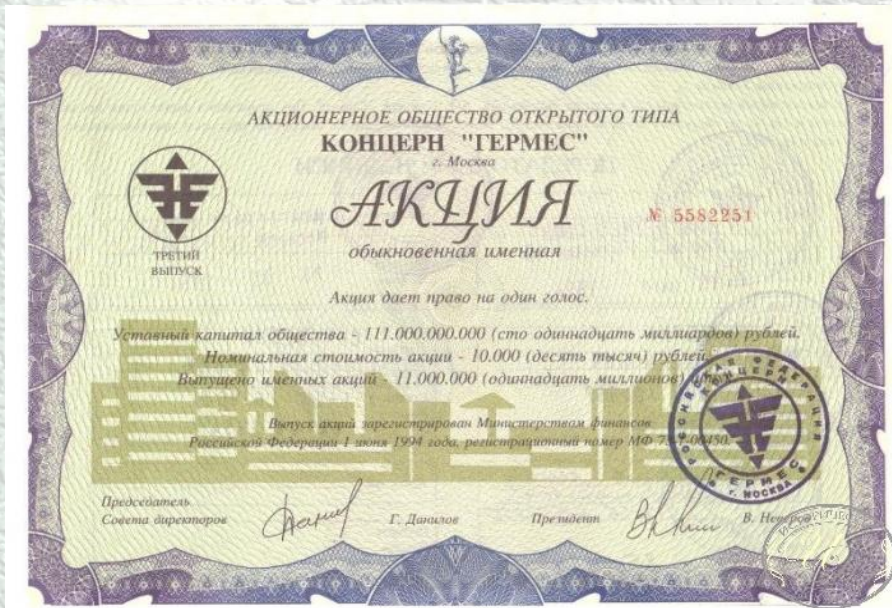 АКЦИОНЕРНОЕ ОБЩЕСТВО ОТКРЫТОГО ТИПА
КОНЦЕРН "ГЕРМЕС"
г. Москва
АКЦИЯ
№ 5582251
обыкновенная именная
ТРЕТИЙ
ВЫПУСК
Акция дает право на один голос.
Уставный капитал общества - 111.000.000.000 (сто одиннадцать миллиардов) рублей.
Номинальная стоимость акции - 10.000 (десять тысяч) рублей.
Выпущено именных акций - 11.000.000 (одиннадцать миллионов)
Выпуск акций зарегистрирован Министерством финансов
Российской Федерации 1 июня 1994 года, регистрационный номер МФ
РОССИЙСКАЯ ФЕДЕРАЦИЯ
КОНЦЕРН
ГЕРМЕС
г. МОСКВА
Председатель
Совета директоров
Г. Данилов
Президент
В.